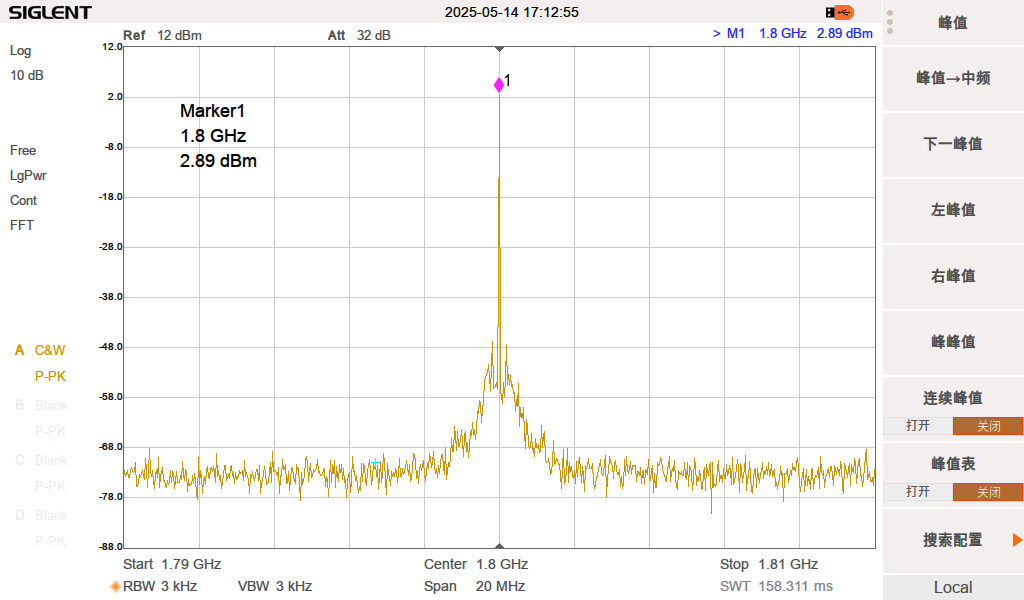 SIGLENT
2025-05-14 17:12:55
Ref 12 dBm Att 32 dB > M1 1.8 GHz 2.89 dBm
Log
10 dB
Free
LgPwr
Cont
FFT
A C&W
P-PK
B Blank
P-PK
C Blank
P-PK
D Blank
P-PK
12.0
2.0
-8.0
-18.0
-28.0
-38.0
-48.0
-58.0
-68.0
-78.0
-88.0
1
Marker1
1.8 GHz
2.89 dBm
Start 1.79 GHz Center 1.8 GHz Stop 1.81 GHz
RBW 3 kHz VBW 3 kHz Span 20 MHz SWT 158.311 ms
峰值
峰值→中频
下一峰值
左峰值
右峰值
峰峰值
连续峰值
打开 关闭
峰值表
打开 关闭
搜索配置
Local